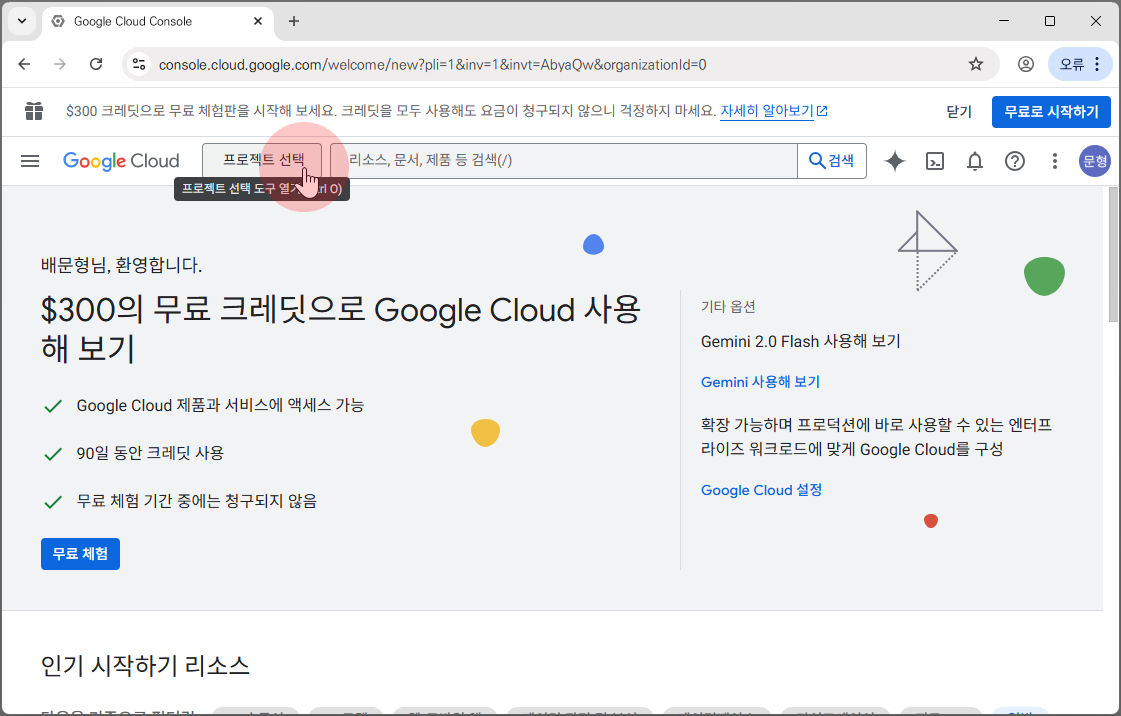 Google Cloud Console
console.cloud.google.com/welcome/new?pli=1&inv=1&invt=AbyaQw&organizationId=0
오류
$300 크레딧으로 무료 체험판을 시작해 보세요. 크레딧을 모두 사용해도 요금이 청구되지 않으니 걱정하지 마세요. 자세히 알아보기
닫기
무료로 시작하기
Google Cloud
프로젝트 선택
리소스, 문서, 제품 등 검색(/)
검색
문형
프로젝트 선택 도구 열기 (Ctrl O)
배문형님, 환영합니다.
$300의 무료 크레딧으로 Google Cloud 사용
해 보기
Google Cloud 제품과 서비스에 액세스 가능
90일 동안 크레딧 사용
무료 체험 기간 중에는 청구되지 않음
무료 체험
기타 옵션
Gemini 2.0 Flash 사용해 보기
Gemini 사용해 보기
확장 가능하며 프로덕션에 바로 사용할 수 있는 엔터프
라이즈 워크로드에 맞게 Google Cloud를 구성
Google Cloud 설정
인기 시작하기 리소스